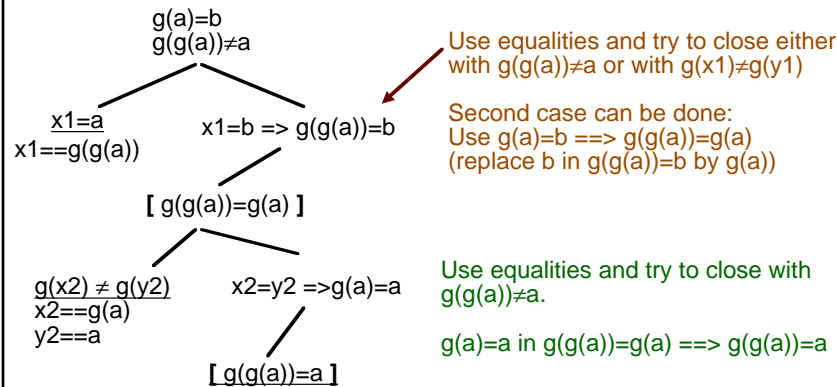 g(a)=b
g(g(a))≠a
Use equalities and try to close either
with g(g(a))≠a or with g(x1)≠g(y1)
x1=a
x1==g(g(a))
x1=b => g(g(a))=b
Second case can be done:
Use g(a)=b ==> g(g(a))=g(a)
(replace b in g(g(a))=b by g(a))
[ g(g(a))=g(a) ]
g(x2) ≠ g(y2)
x2==g(a)
y2==a
x2=y2 =>g(a)=a
Use equalities and try to close with
g(g(a))≠a.
g(a)=a in g(g(a))=g(a) ==> g(g(a))=a
[ g(g(a))=a ]